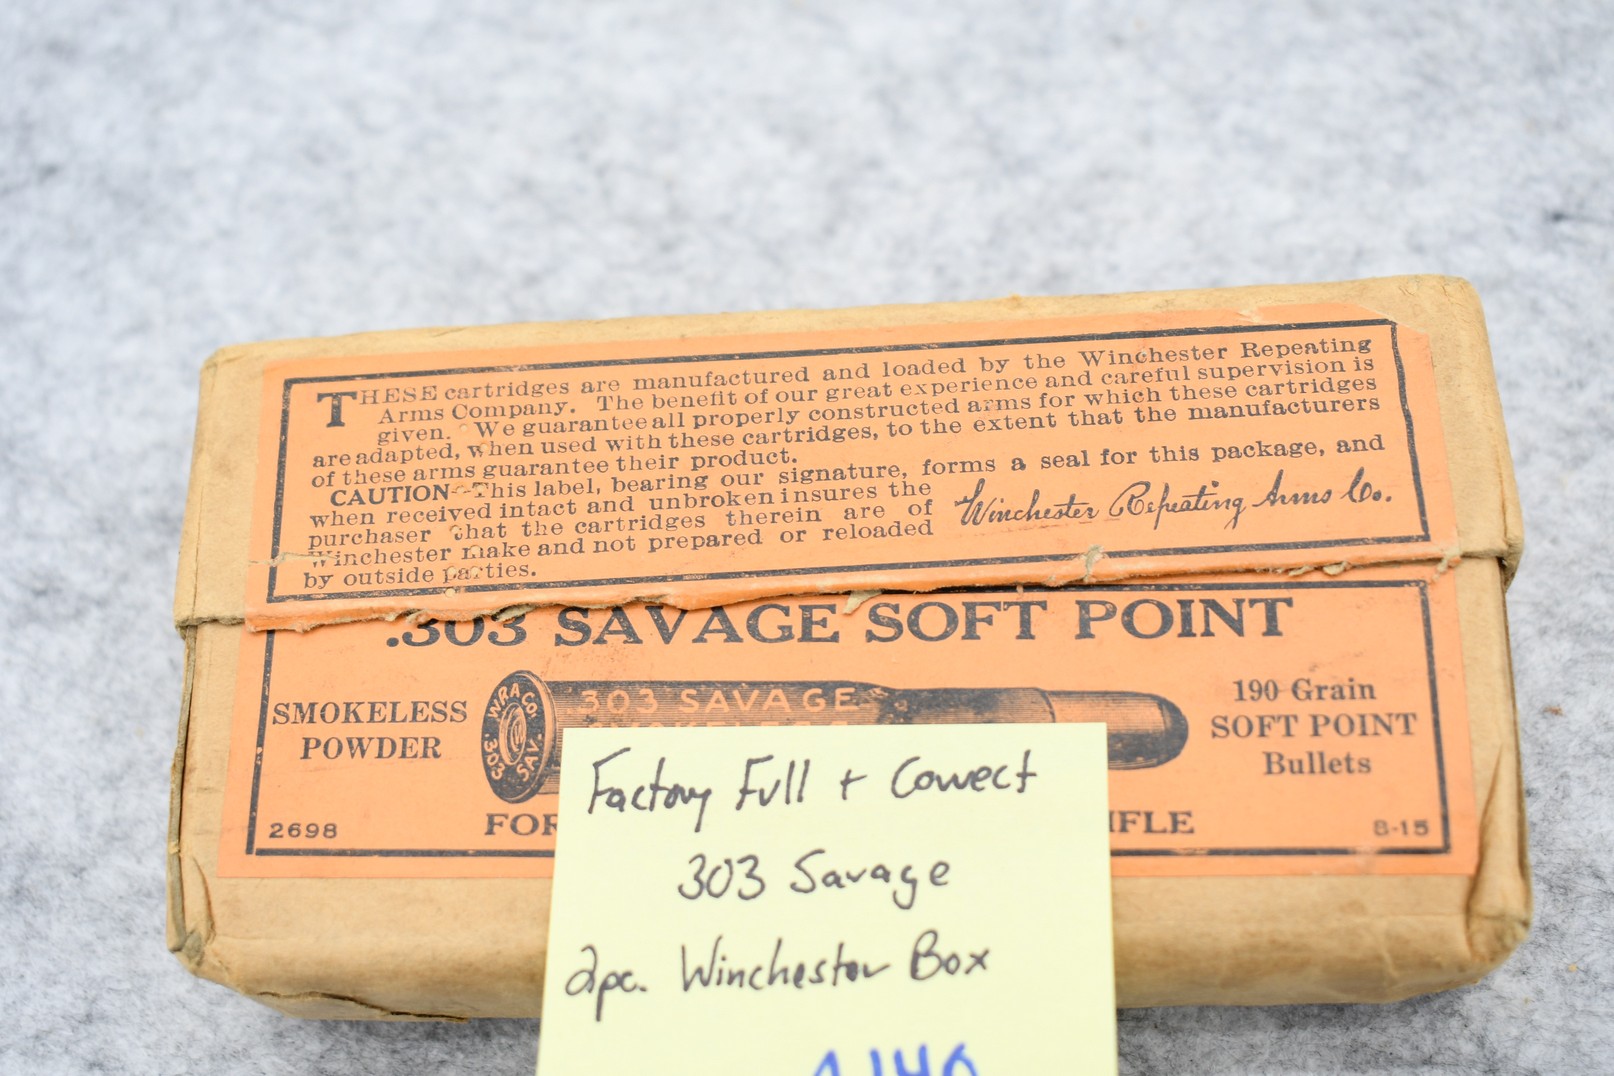 THESE cartridges are manufactured and loaded by the Winchester Repeating
Arms Company. The benefit of our great experience and careful supervision is
given. We guarantee all properly constructed arms for which these cartridges
are adapted, when used with these cartridges, to the extent that the manufacturers
of these arms guarantee their product.
CAUTION--This label, bearing our signature, forms a seal for this package, and
when received intact and unbroken insures the
purchaser that the cartridges therein are of
Winchester make and not prepared or reloaded
by outside parties.
Winchester Repeating Arms Co.
.303 SAVAGE SOFT POINT
SMOKELESS
POWDER
W.R.A. CO.
.303 SAV.
303 SAVAGE
190 Grain
SOFT POINT
Bullets
2698
FOR
IFLE
8-15
Factory Full + Correct
303 Savage
2pc. Winchester Box